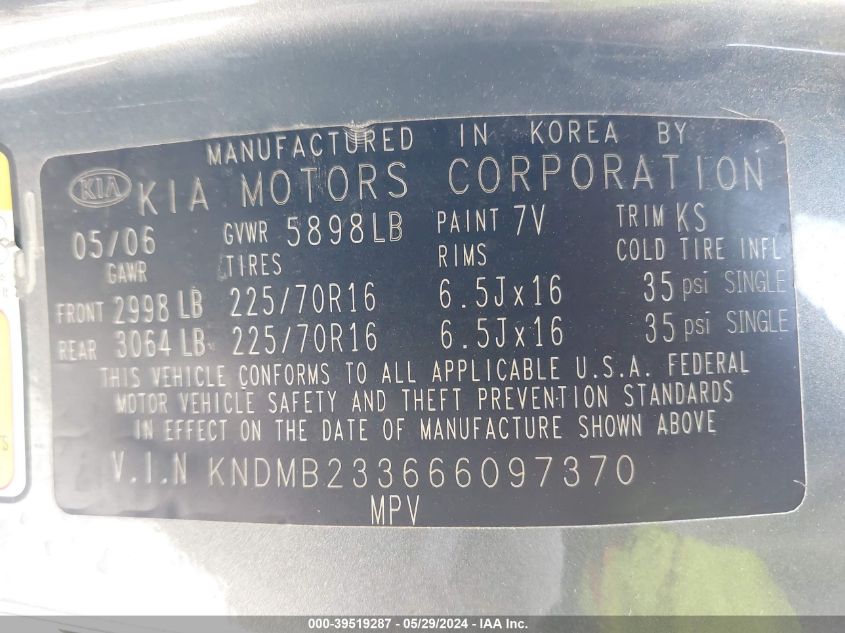 MANUFACTURED IN KOREA BY
KIA KIA MOTORS CORPORATION
05/06 GVWR 5898LB PAINT 7V TRIM KS
GAWR TIRES RIMS COLD TIRE INFL
FRONT 2998 LB 225/70R16 6.5Jx16 35 psi SINGLE
REAR 3064 LB 225/70R16 6.5Jx16 35 psi SINGLE
THIS VEHICLE CONFORMS TO ALL APPLICABLE U.S.A. FEDERAL
MOTOR VEHICLE SAFETY AND THEFT PREVENTION STANDARDS
IN EFFECT ON THE DATE OF MANUFACTURE SHOWN ABOVE
V.I.N KNDMB233666097370
MPV
000-39519287 - 05/29/2024 - IAA Inc.